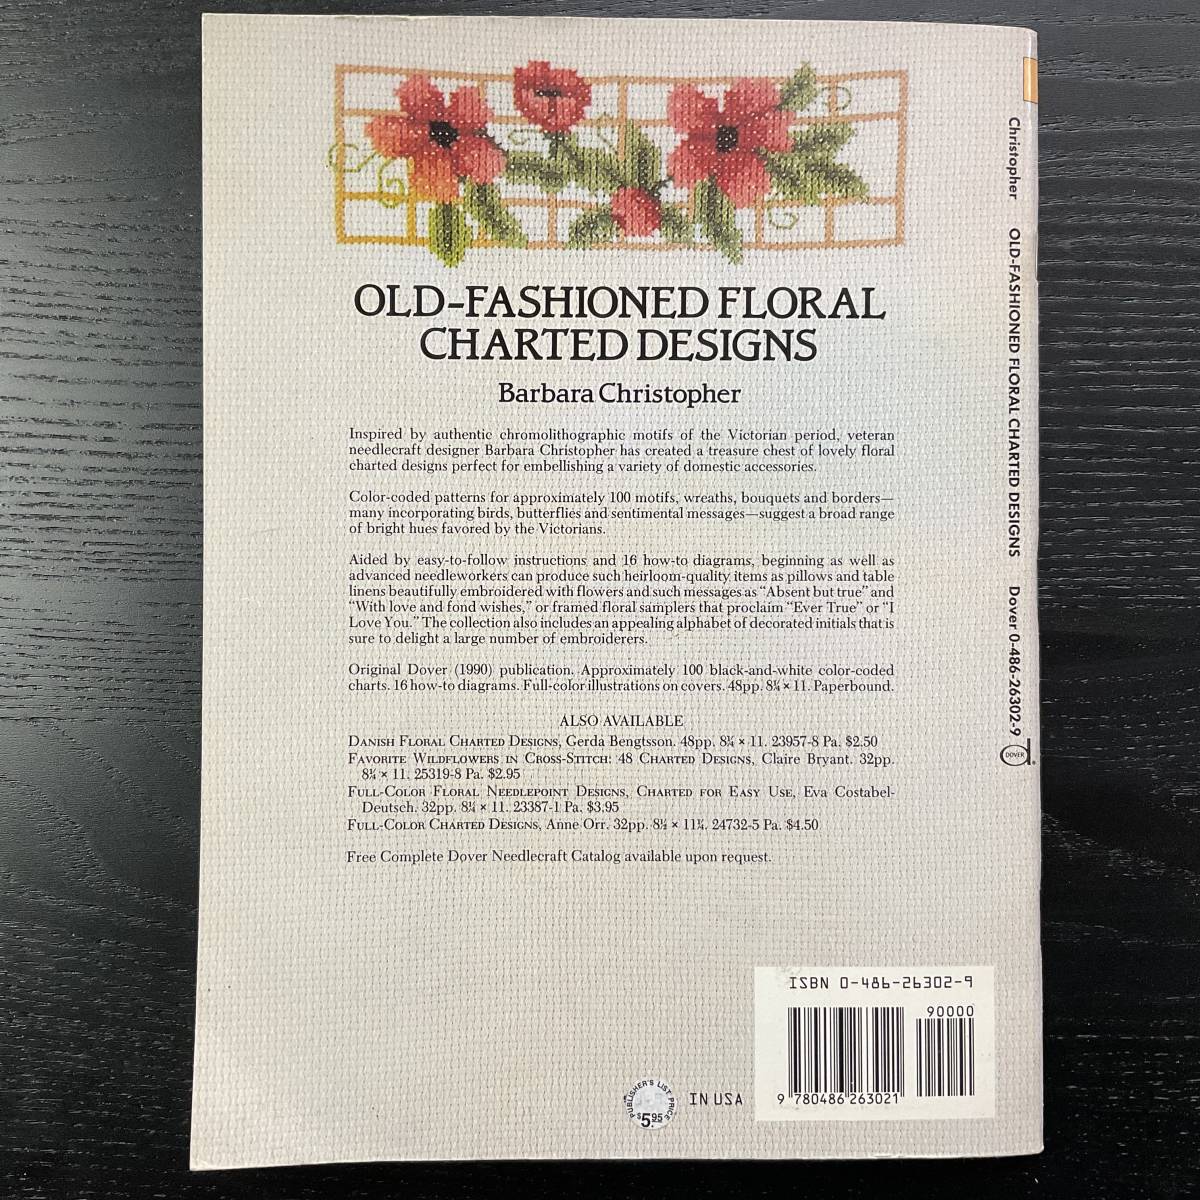 OLD-FASHIONED FLORAL
CHARTED DESIGNS
Barbara Christopher
Inspired by authentic chromolithographic motifs of the Victorian period, veteran
needlecraft designer Barbara Christopher has created a treasure chest of lovely floral
charted designs perfect for embellishing a variety of domestic accessories.
Color-coded patterns for approximately 100 motifs, wreaths, bouquets and borders—
many incorporating birds, butterflies and sentimental messages—suggest a broad range
of bright hues favored by the Victorians.
Aided by easy-to-follow instructions and 16 how-to diagrams, beginning as well as
advanced needleworkers can produce such heirloom-quality items as pillows and table
linens beautifully embroidered with flowers and such messages as “Absent but true” and
“With love and fond wishes,” or framed floral samplers that proclaim “Ever True” or “I
Love You.” The collection also includes an appealing alphabet of decorated initials that is
sure to delight a large number of embroiderers.
Original Dover (1990) publication. Approximately 100 black-and-white color-coded
charts. 16 how-to diagrams. Full-color illustrations on covers. 48pp. 8¼ × 11. Paperbound.
ALSO AVAILABLE
DANISH FLORAL CHARTED DESIGNS, Gerda Bengtsson. 48pp. 8¼ × 11. 23957-8 Pa. $2.50
FAVORITE WILDFLOWERS IN CROSS-STITCH: 48 CHARTED DESIGNS, Claire Bryant. 32pp.
8¼ × 11. 25319-8 Pa. $2.95
FULL-COLOR FLORAL NEEDLEPOINT DESIGNS, CHARTED FOR EASY USE, Eva Costabel-
Deutsch. 32pp. 8¼ × 11. 23387-1 Pa. $3.95
FULL-COLOR CHARTED DESIGNS, Anne Orr. 32pp. 8½ × 11¼. 24732-5 Pa. $4.50
Free Complete Dover Needlecraft Catalog available upon request.
ISBN 0-486-26302-9
90000
9 780486 263021
IN USA
PUBLISHER'S LIST PRICE
$5.95
Christopher OLD-FASHIONED FLORAL CHARTED DESIGNS Dover 0-486-26302-9
DOVER